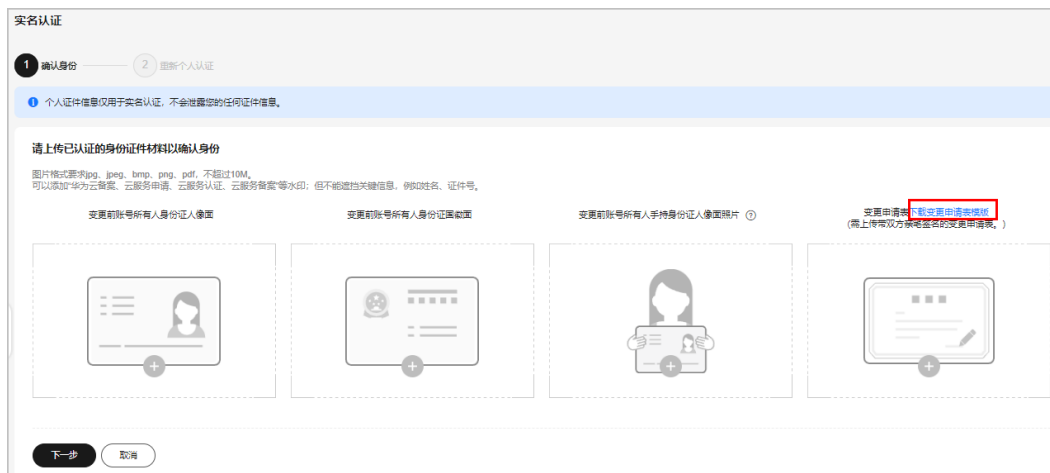 实名认证
1 确认身份
2 重新个人认证
个人证件信息仅用于实名认证，不会泄露您的任何证件信息。
请上传已认证的身份证件材料以确认身份
图片格式要求jpg、jpeg、bmp、png、pdf，不超过10M。
可以添加“华为云备案、云服务申请、云服务认证、云服务备案”等水印；但不能遮挡关键信息，例如姓名、证件号。
变更前账号所有人身份证人像面
变更前账号所有人身份证国徽面
变更前账号所有人手持身份证人像面照片
变更申请表下载变更申请表模版
（需上传带双方亲笔签名的变更申请表。）
下一步
取消